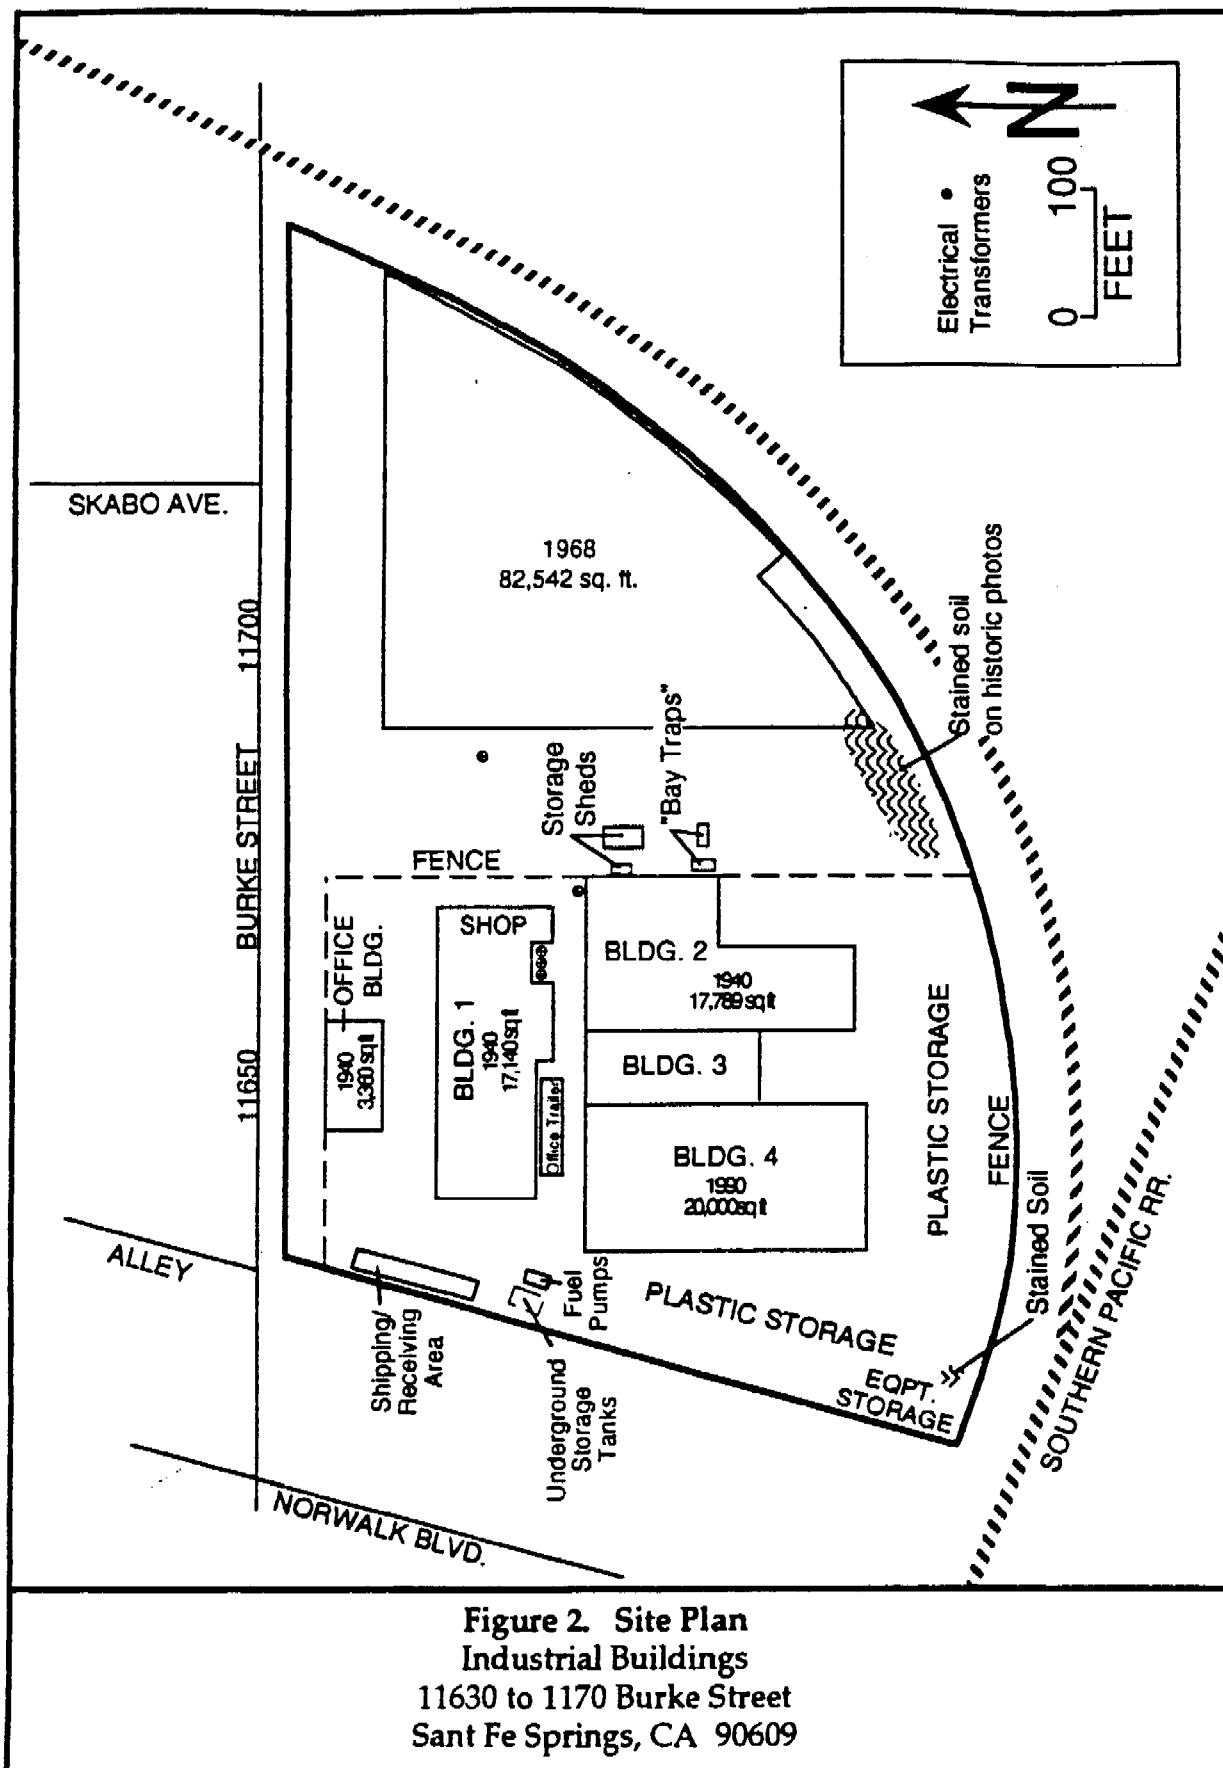 N
Electrical •
Transformers
0 100
FEET
SKABO AVE.
1968
82,542 sq. ft.
BURKE STREET 11700
11650
Stained soil
on historic photos
Storage
Sheds
"Bay Traps"
FENCE
OFFICE
BLDG.
1940
3,360 sq ft
SHOP
BLDG. 1
1940
17,140 sq ft
Office Trailer
BLDG. 2
1940
17,789 sq ft
BLDG. 3
BLDG. 4
1990
20,000 sq ft
PLASTIC STORAGE
FENCE
ALLEY
Shipping/
Receiving
Area
Fuel
Pumps
Underground
Storage
Tanks
PLASTIC STORAGE
EQPT.
STORAGE
Stained Soil
SOUTHERN PACIFIC RR.
NORWALK BLVD.
Figure 2. Site Plan
Industrial Buildings
11630 to 1170 Burke Street
Sant Fe Springs, CA 90609